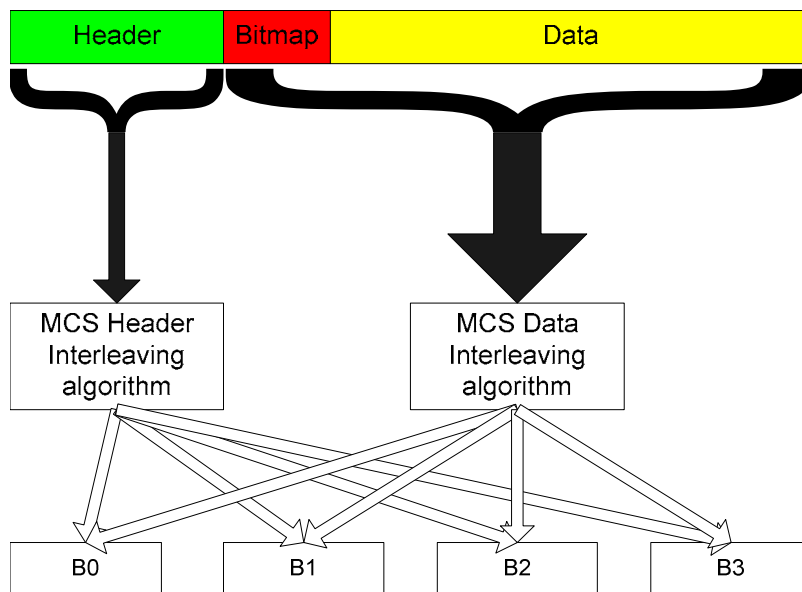 Header Bitmap Data
MCS Header
Interleaving
algorithm
MCS Data
Interleaving
algorithm
B0 B1 B2 B3